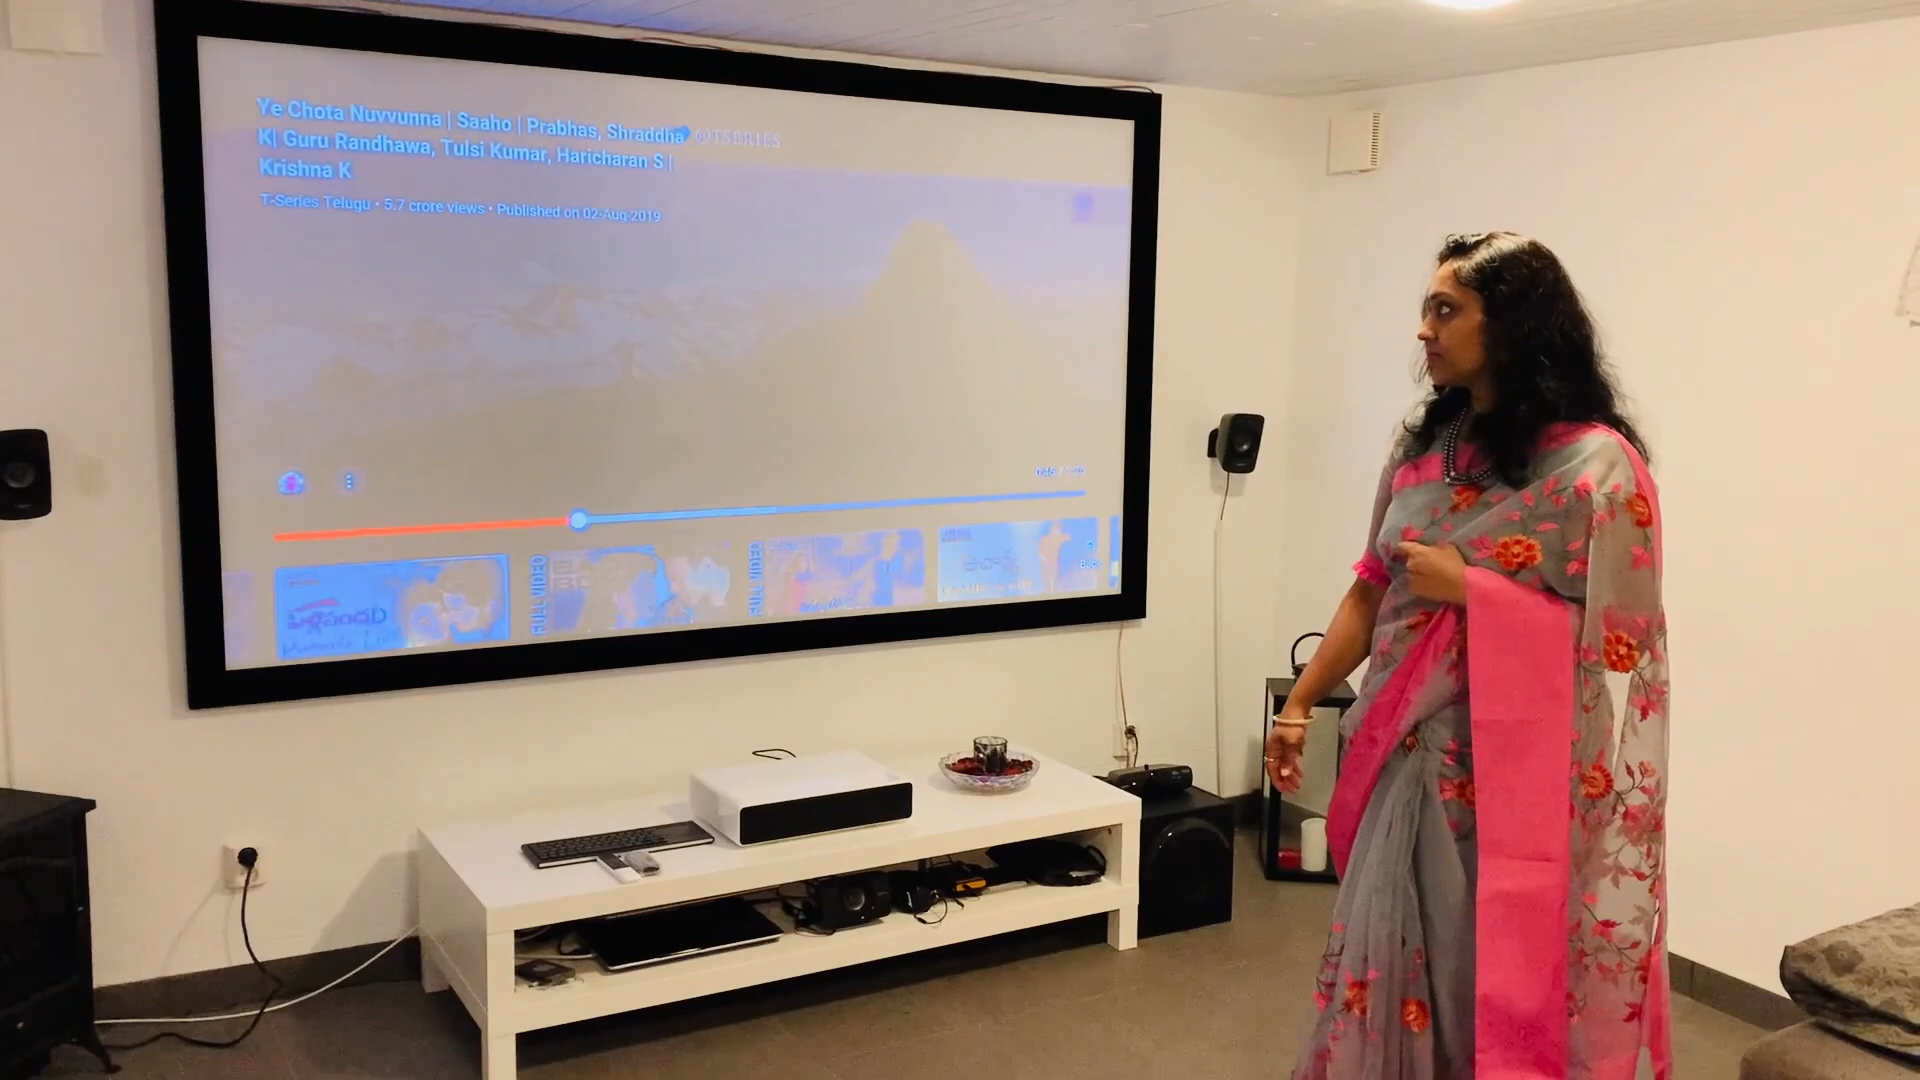 Ye Chota Nuvvunna | Saaho | Prabhas, Shraddha
K| Guru Randhawa, Tulsi Kumar, Haricharan S |
Krishna K
@TSERIES
T-Series Telugu • 5.7 crore views • Published on 02-Aug-2019
FULL VIDEO
FULL VIDEO